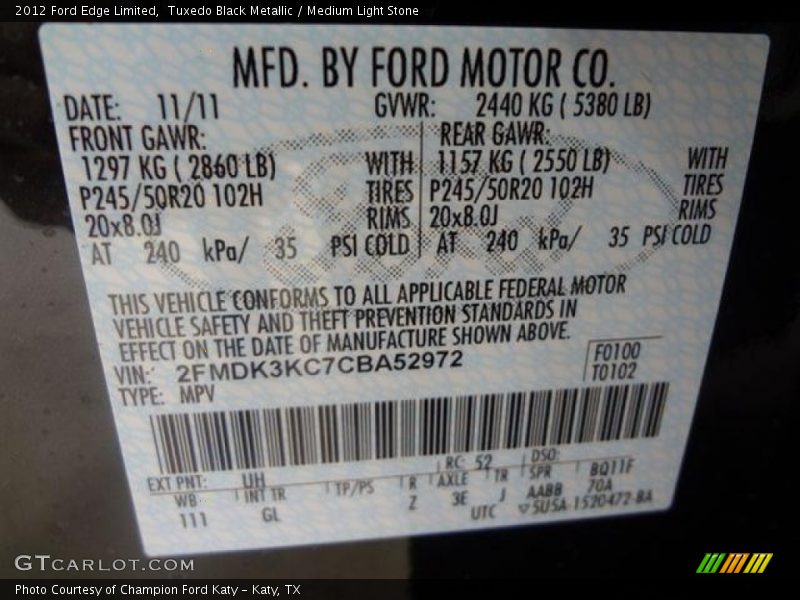 2012 Ford Edge Limited,  Tuxedo Black Metallic / Medium Light Stone
MFD. BY FORD MOTOR CO.
DATE: 11/11 GVWR: 2440 KG ( 5380 LB)
FRONT GAWR: REAR GAWR:
1297 KG ( 2860 LB) WITH 1157 KG ( 2550 LB) WITH
P245/50R20 102H TIRES P245/50R20 102H TIRES
20x8.0J RIMS 20x8.0J RIMS
AT 240 kPa/ 35 PSI COLD AT 240 kPa/ 35 PSI COLD
THIS VEHICLE CONFORMS TO ALL APPLICABLE FEDERAL MOTOR
VEHICLE SAFETY AND THEFT PREVENTION STANDARDS IN
EFFECT ON THE DATE OF MANUFACTURE SHOWN ABOVE.
VIN: 2FMDK3KC7CBA52972 F0100
TYPE: MPV T0102
EXT PNT: UH RC: 52 DSO:
WB INT TR TP/PS R AXLE TR SPR BQ11F
111 GL Z 3E J AABB 70A
UTC 5U5A-1520472-BA
GTCARLOT.COM
Photo Courtesy of Champion Ford Katy – Katy, TX